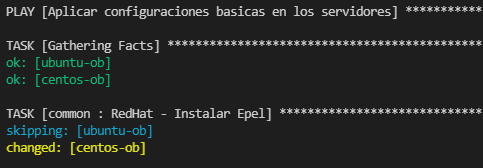 PLAY [Aplicar configuraciones basicas en los servidores] ***********
TASK [Gathering Facts] *********************************************
ok: [ubuntu-ob]
ok: [centos-ob]
TASK [common : RedHat - Instalar Epel] *****************************
skipping: [ubuntu-ob]
changed: [centos-ob]